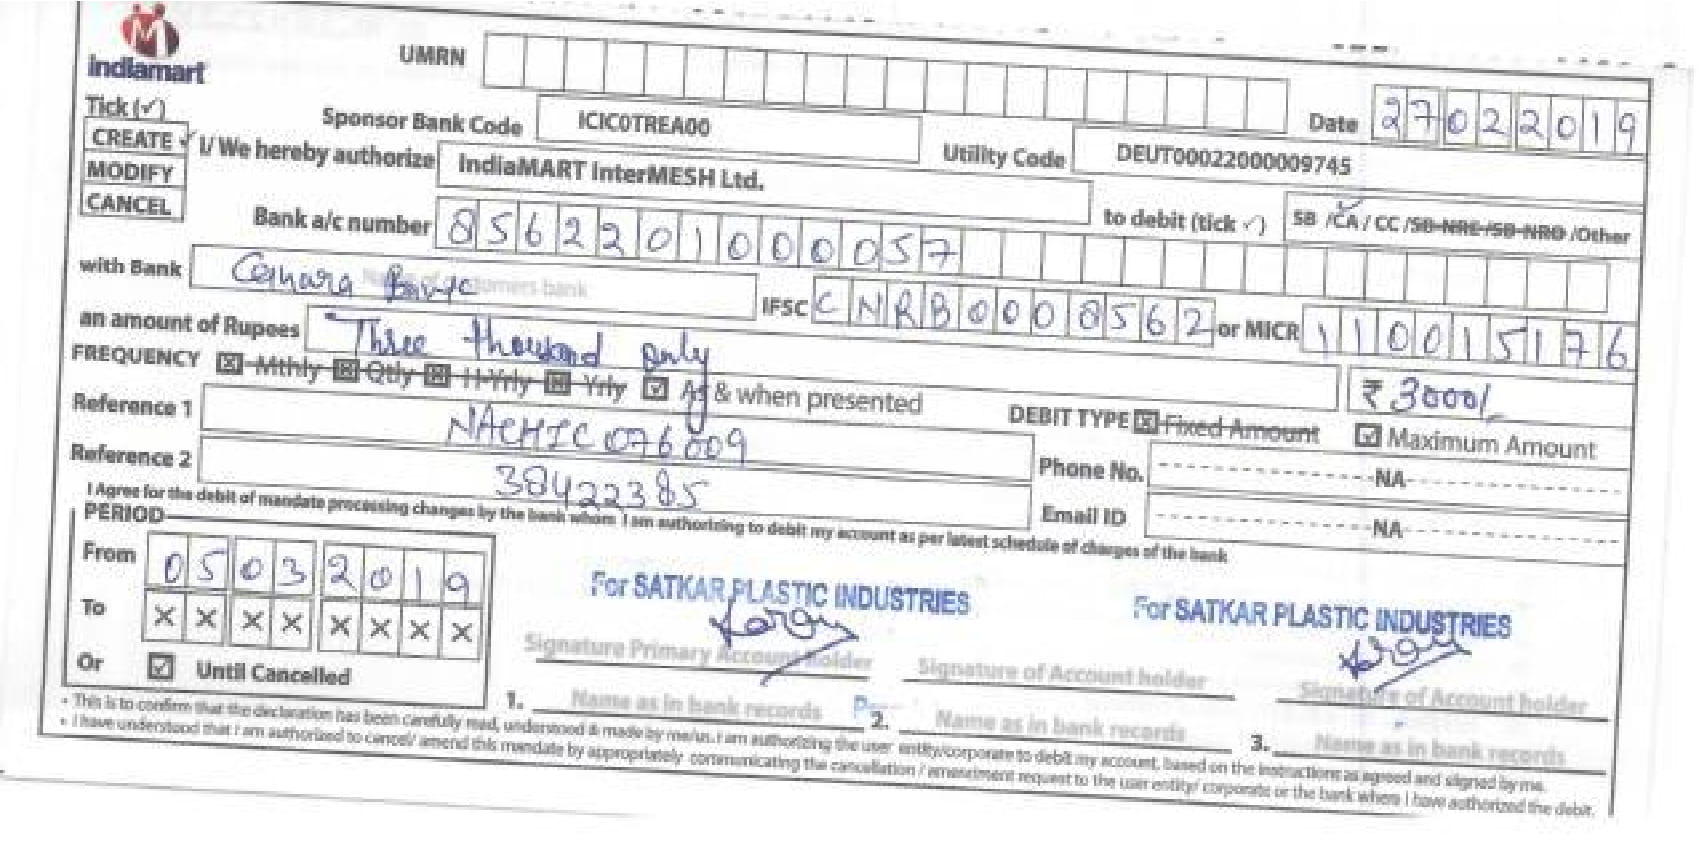 indiamart
UMRN
Date 27022019
Tick (✓)
Sponsor Bank Code ICIC0TREA00 Utility Code DEUT00022000009745
CREATE ✓ I/ We hereby authorize IndiaMART InterMESH Ltd. to debit (tick ✓) SB /CA / CC /SB-NRE /SB-NRO /Other
MODIFY
CANCEL
Bank a/c number 8562201000057
with Bank Canara Bank Name of customers bank IFSC CNRB0008562 or MICR 110015176
an amount of Rupees Three thousand only ₹ 3000/-
FREQUENCY Mthly Qtly H-Yrly Yrly As & when presented DEBIT TYPE Fixed Amount Maximum Amount
Reference 1 NACHIC076809 Phone No. NA
Reference 2 38422385 Email ID NA
I Agree for the debit of mandate processing changes by the bank whom I am authorizing to debit my account as per latest schedule of charges of the bank
PERIOD
From 05032019
To XXXXXXXX
Or Until Cancelled
For SATKAR PLASTIC INDUSTRIES For SATKAR PLASTIC INDUSTRIES
Signature Primary Account holder Signature of Account holder Signature of Account holder
1. Name as in bank records 2. Name as in bank records 3. Name as in bank records
• This is to confirm that the declaration has been carefully read, understood & made by me/us. I am authorizing the user entity/corporate to debit my account, based on the instructions as agreed and signed by me.
• I have understood that I am authorized to cancel/ amend this mandate by appropriately communicating the cancellation / amendment request to the user entity/ corporate or the bank where I have authorized the debit.